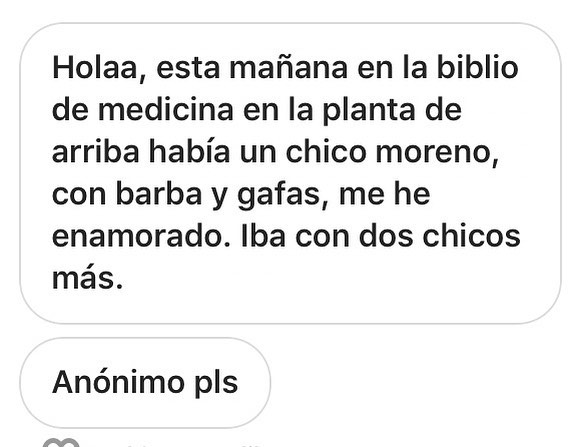 Holaa, esta mañana en la biblio
de medicina en la planta de
arriba había un chico moreno,
con barba y gafas, me he
enamorado. Iba con dos chicos
más.
Anónimo pls